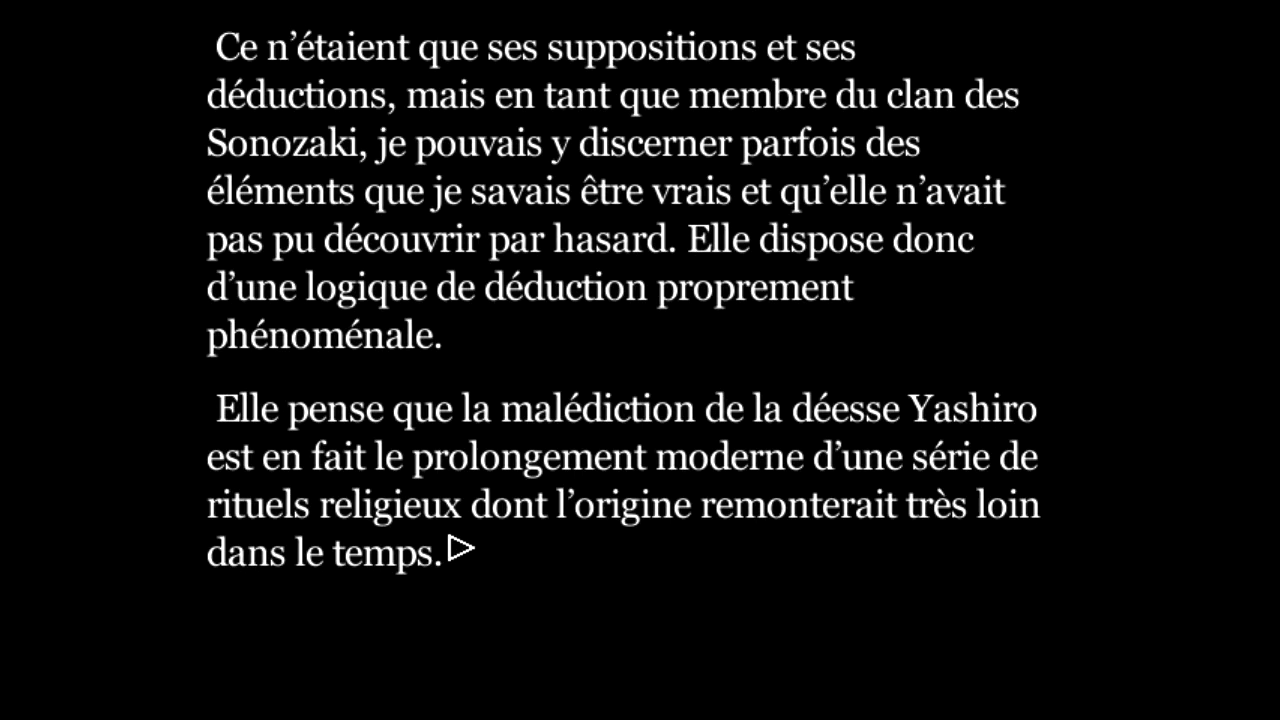 Ce n’étaient que ses suppositions et ses
déductions, mais en tant que membre du clan des
Sonozaki, je pouvais y discerner parfois des
éléments que je savais être vrais et qu’elle n’avait
pas pu découvrir par hasard. Elle dispose donc
d’une logique de déduction proprement
phénoménale.
Elle pense que la malédiction de la déesse Yashiro
est en fait le prolongement moderne d’une série de
rituels religieux dont l’origine remonterait très loin
dans le temps.